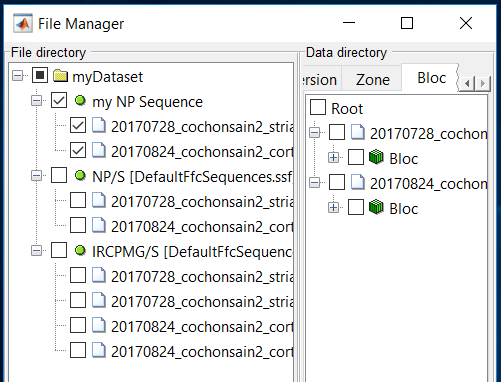 File Manager
File directory
myDataset
my NP Sequence
20170728_cochonsain2_stria
20170824_cochonsain2_cort
NP/S [DefaultFfcSequences.ssf
20170728_cochonsain2_stria
20170824_cochonsain2_cort
IRCPMG/S [DefaultFfcSequence
20170728_cochonsain2_stria
20170728_cochonsain2_stria
20170824_cochonsain2_cort
20170824_cochonsain2_cort
Data directory
ersion Zone Bloc
Root
20170728_cochon
Bloc
20170824_cochon
Bloc